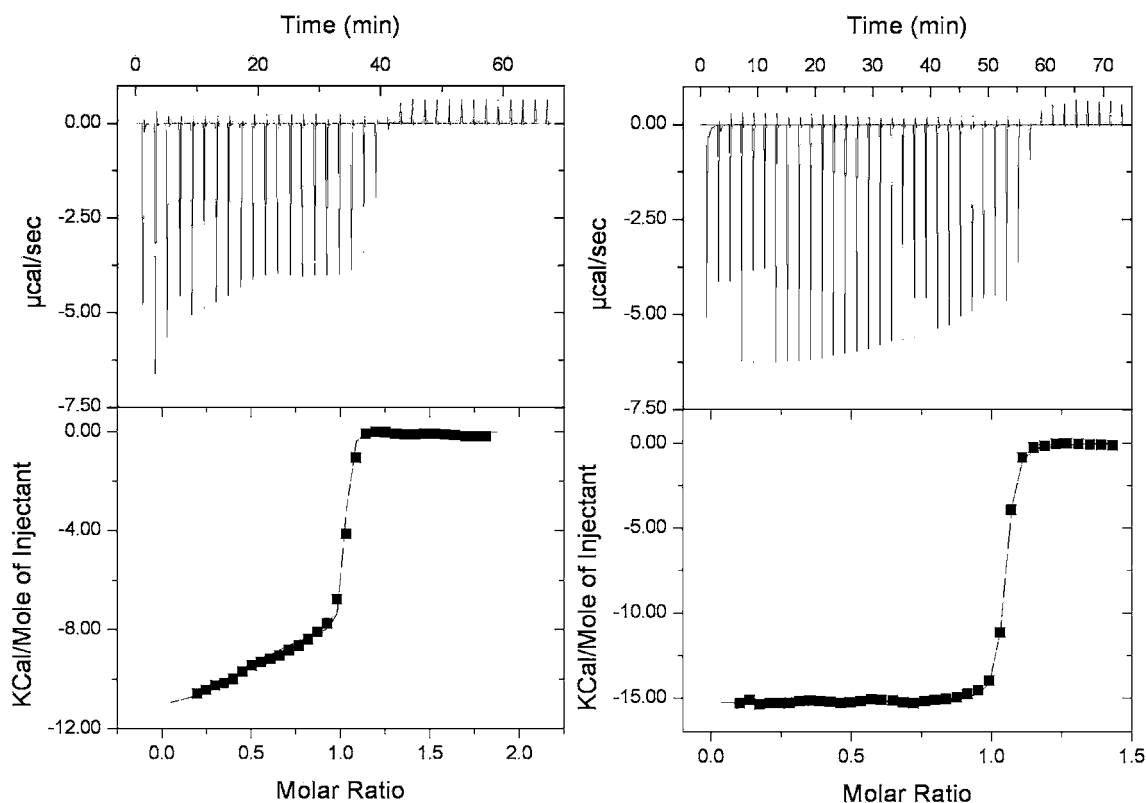 Time (min)
0 20 40 60
0.00
-2.50
-5.00
-7.50
µcal/sec
0.00
-4.00
-8.00
-12.00
KCal/Mole of Injectant
0.0 0.5 1.0 1.5 2.0
Molar Ratio
Time (min)
0 10 20 30 40 50 60 70
0.00
-2.50
-5.00
-7.50
µcal/sec
0.00
-5.00
-10.00
-15.00
KCal/Mole of Injectant
0.0 0.5 1.0 1.5
Molar Ratio